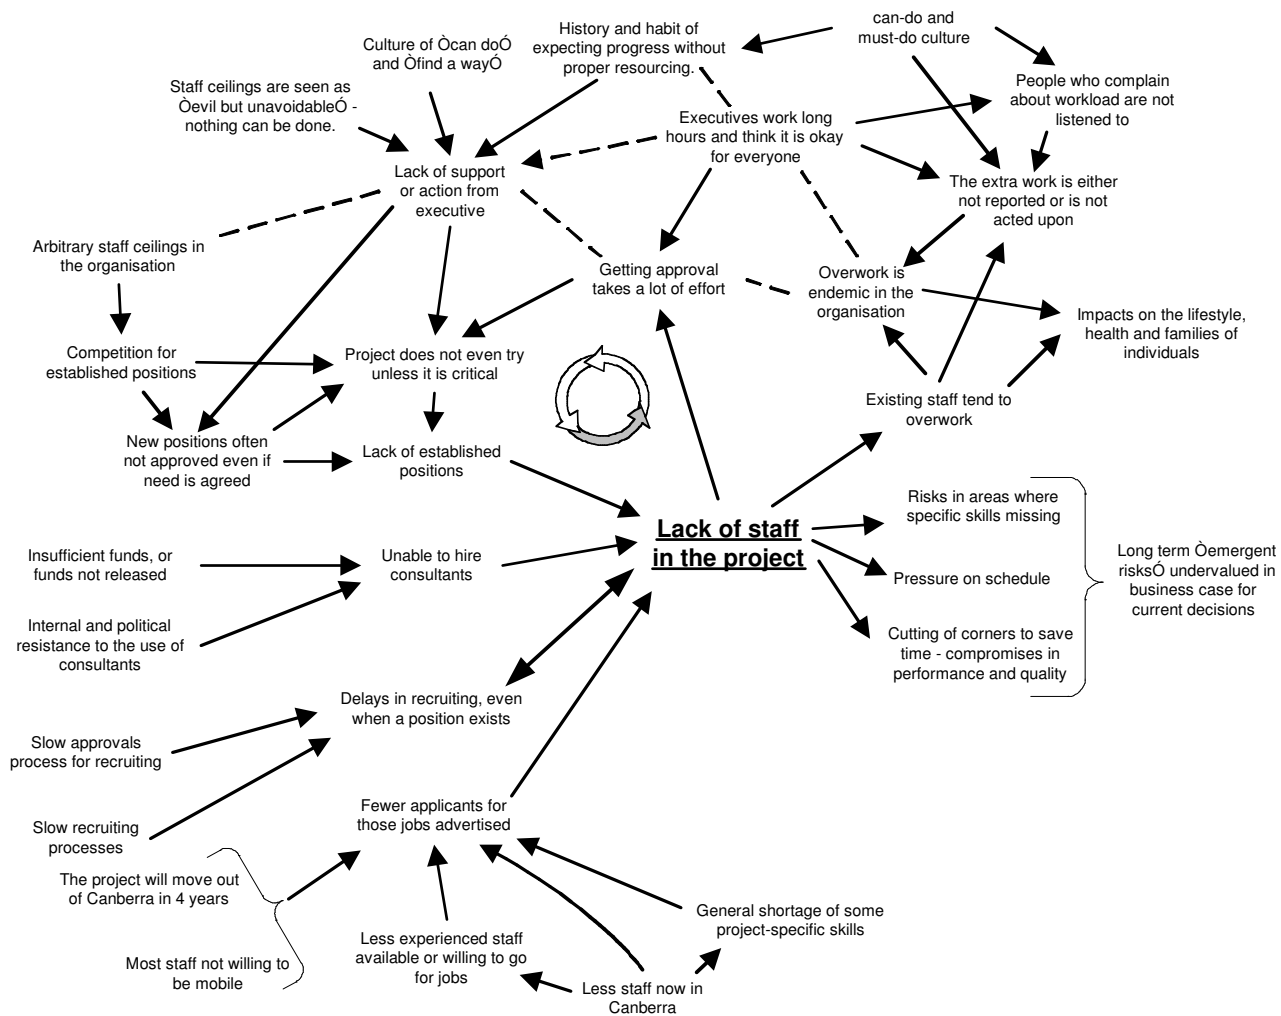 can-do and
must-do culture
History and habit of
expecting progress without
proper resourcing.
Culture of Òcan doÓ
and Òfind a wayÓ
Staff ceilings are seen as
Òevil but unavoidableÓ -
nothing can be done.
People who complain
about workload are not
listened to
Executives work long
hours and think it is okay
for everyone
Lack of support
or action from
executive
The extra work is either
not reported or is not
acted upon
Arbitrary staff ceilings in
the organisation
Getting approval
takes a lot of effort
Overwork is
endemic in the
organisation
Impacts on the lifestyle,
health and families of
individuals
Competition for
established positions
Project does not even try
unless it is critical
Existing staff tend to
overwork
New positions often
not approved even if
need is agreed
Lack of established
positions
Lack of staff
in the project
Risks in areas where
specific skills missing
Pressure on schedule
Cutting of corners to save
time - compromises in
performance and quality
Long term Òemergent
risksÓ undervalued in
business case for
current decisions
Insufficient funds, or
funds not released
Unable to hire
consultants
Internal and political
resistance to the use of
consultants
Delays in recruiting, even
when a position exists
Slow approvals
process for recruiting
Slow recruiting
processes
Fewer applicants for
those jobs advertised
The project will move out
of Canberra in 4 years
Most staff not willing to
be mobile
Less experienced staff
available or willing to go
for jobs
General shortage of some
project-specific skills
Less staff now in
Canberra